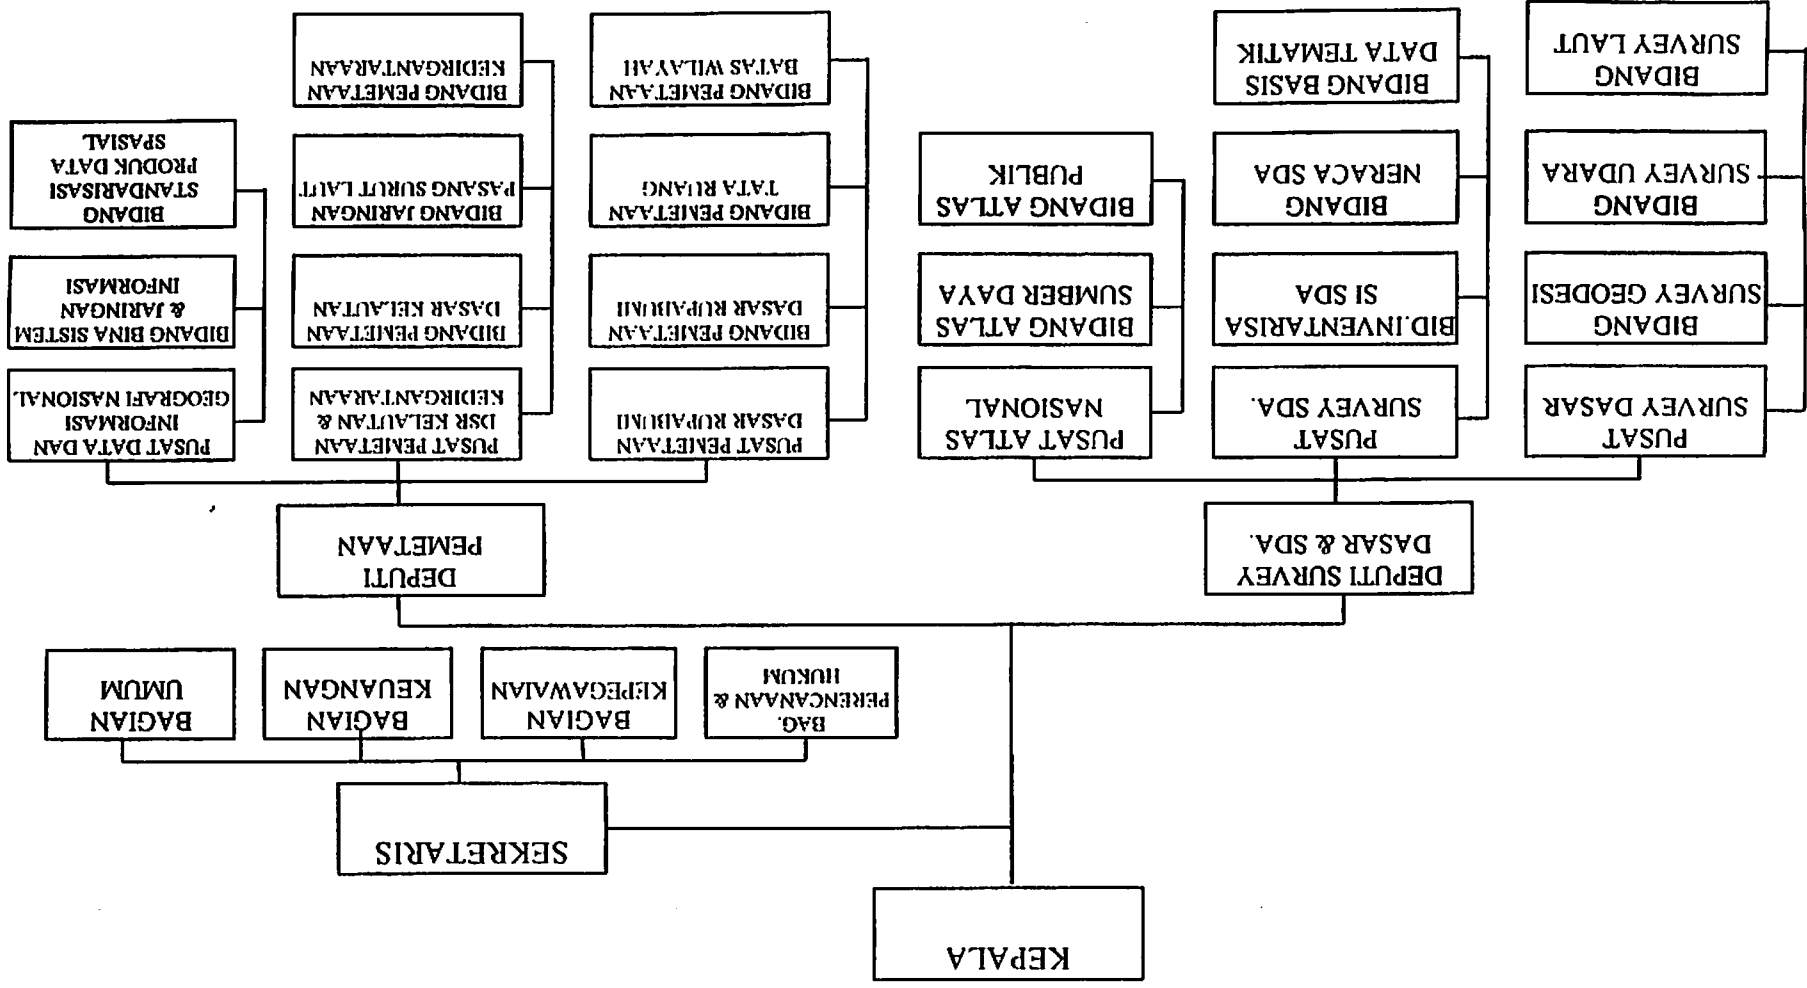 KEPALA
SEKRETARIS
BAG.
PERENCANAAN &
HUKUM
BAGIAN
KEPEGAWAIAN
BAGIAN
KEUANGAN
BAGIAN
UMUM
DEPUTI SURVEY
DASAR & SDA.
DEPUTI
PEMETAAN
PUSAT
SURVEY DASAR
PUSAT
SURVEY SDA.
PUSAT ATLAS
NASIONAL
PUSAT PEMETAAN
DASAR RUPABUMI
PUSAT PEMETAAN
DSR KELAUTAN &
KEDIRGANTARAAN
PUSAT DATA DAN
INFORMASI
GEOGRAFI NASIONAL
BIDANG
SURVEY GEODESI
BID.INVENTARISA
SI SDA
BIDANG ATLAS
SUMBER DAYA
BIDANG PEMETAAN
DASAR RUPABUMI
BIDANG PEMETAAN
DASAR KELAUTAN
BIDANG BINA SISTEM
& JARINGAN
INFORMASI
BIDANG
SURVEY UDARA
BIDANG
NERACA SDA
BIDANG ATLAS
PUBLIK
BIDANG PEMETAAN
TATA RUANG
BIDANG JARINGAN
PASANG SURUT LAUT
BIDANG
STANDARISASI
PRODUK DATA
SPASIAL
BIDANG
SURVEY LAUT
BIDANG BASIS
DATA TEMATIK
BIDANG PEMETAAN
BATAS WILAYAH
BIDANG PEMETAAN
KEDIRGANTARAAN